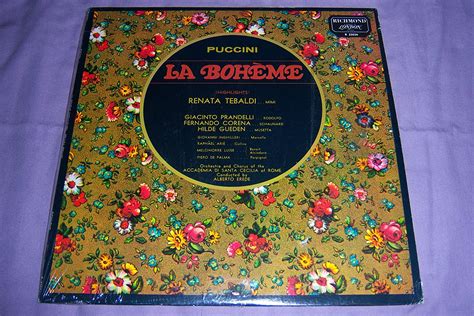 RICHMOND
LONDON
PUCCINI
LA BOHÈME
(HIGHLIGHTS)
RENATA TEBALDI... MIMI
GIACINTO PRANDELLI... RODOLFO
FERNANDO CORENA... SCHAUNARD
HILDE GUEDEN... MUSETTA
GIOVANNI INGHILLERI... Marcello
RAPHAEL ARIE... Colline
MELCHIORRE LUISE Benoit
Alcindoro
PIERO DE PALMA Parpignol
Orchestra and Chorus of the
ACCADEMIA DI SANTA CECILIA of ROME
Conducted by
ALBERTO EREDE